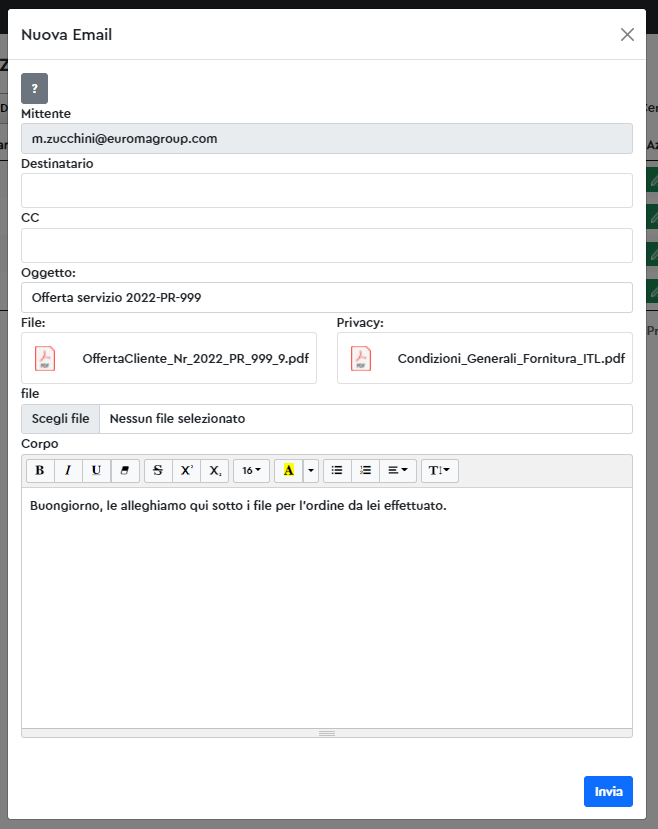 Nuova Email
?
Mittente
m.zucchini@euromagroup.com
Destinatario
CC
Oggetto:
Offerta servizio 2022-PR-999
File: Privacy:
PDF OffertaCliente_Nr_2022_PR_999_9.pdf PDF Condizioni_Generali_Fornitura_ITL.pdf
file
Scegli file Nessun file selezionato
Corpo
B I U S X² X₂ 16 A T
Buongiorno, le alleghiamo qui sotto i file per l'ordine da lei effettuato.
Invia